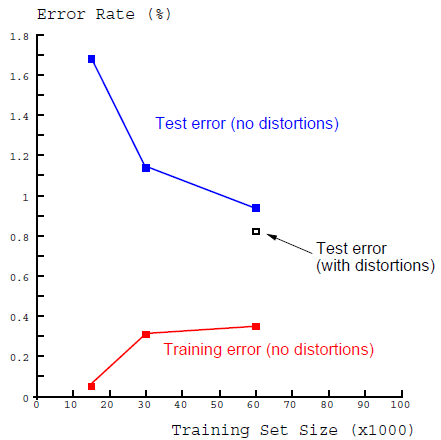 Error Rate (%)
1.8
1.6
1.4
1.2
1
0.8
0.6
0.4
0.2
0
Test error (no distortions)
Test error
(with distortions)
Training error (no distortions)
0 10 20 30 40 50 60 70 80 90 100
Training Set Size (x1000)